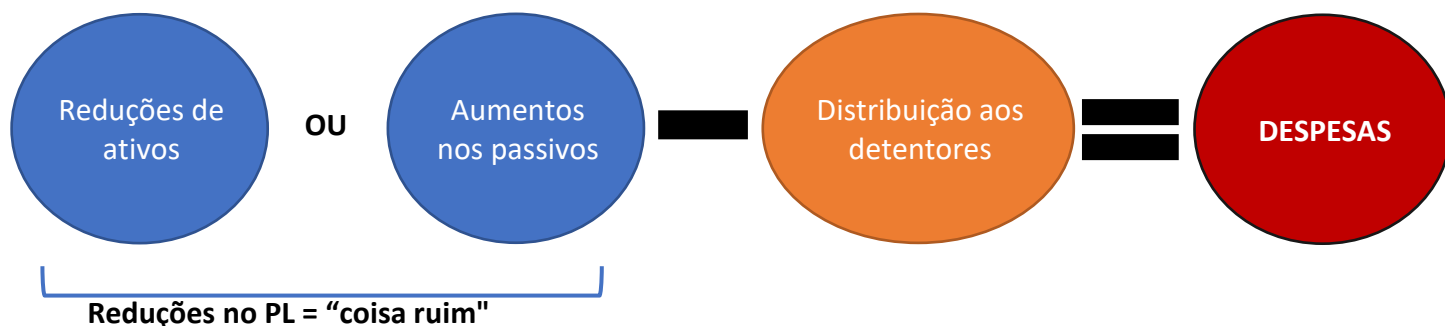 Reduções de
ativos
OU
Aumentos
nos passivos
Distribuição aos
detentores
DESPESAS
Reduções no PL = “coisa ruim"